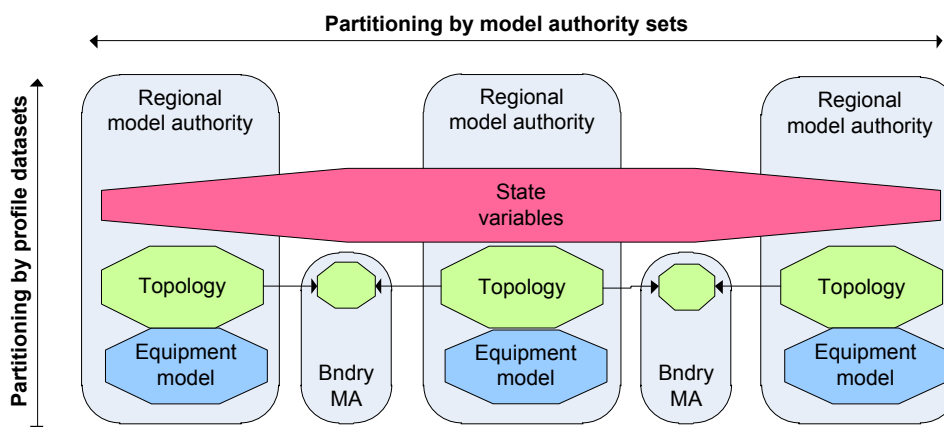 Partitioning by model authority sets
Partitioning by profile datasets
Regional
model authority
Regional
model authority
Regional
model authority
State
variables
Topology
Topology
Topology
Equipment
model
Bndry
MA
Equipment
model
Bndry
MA
Equipment
model